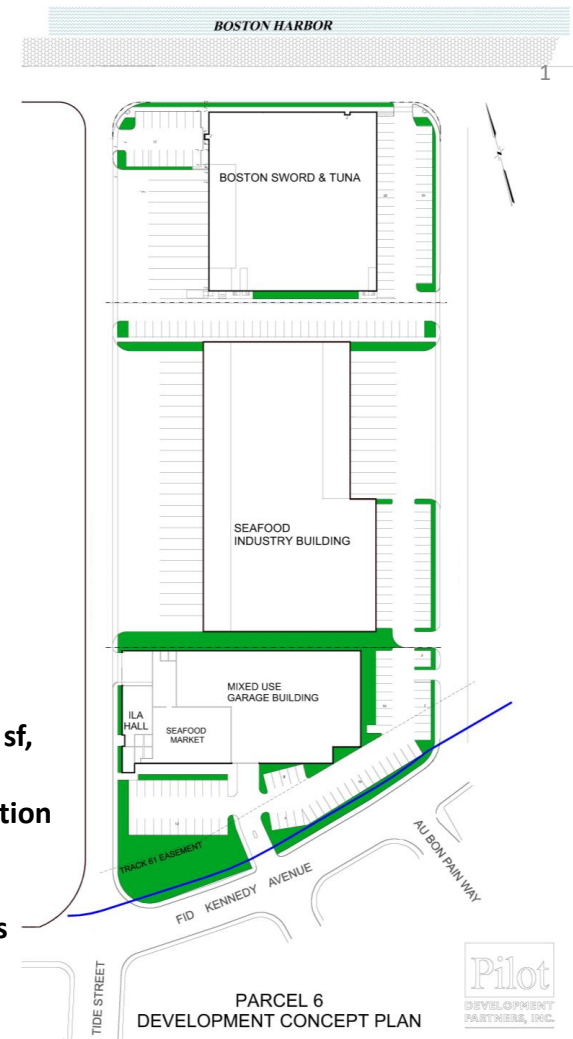 BOSTON HARBOR
1
BOSTON SWORD & TUNA
SEAFOOD
INDUSTRY BUILDING
MIXED USE
GARAGE BUILDING
ILA
HALL
SEAFOOD
MARKET
sf,
tion
s
TRACK 61 EASEMENT
FID KENNEDY AVENUE
AU BON PAIN WAY
TIDE STREET
PARCEL 6
DEVELOPMENT CONCEPT PLAN
Pilot
DEVELOPMENT
PARTNERS, INC.